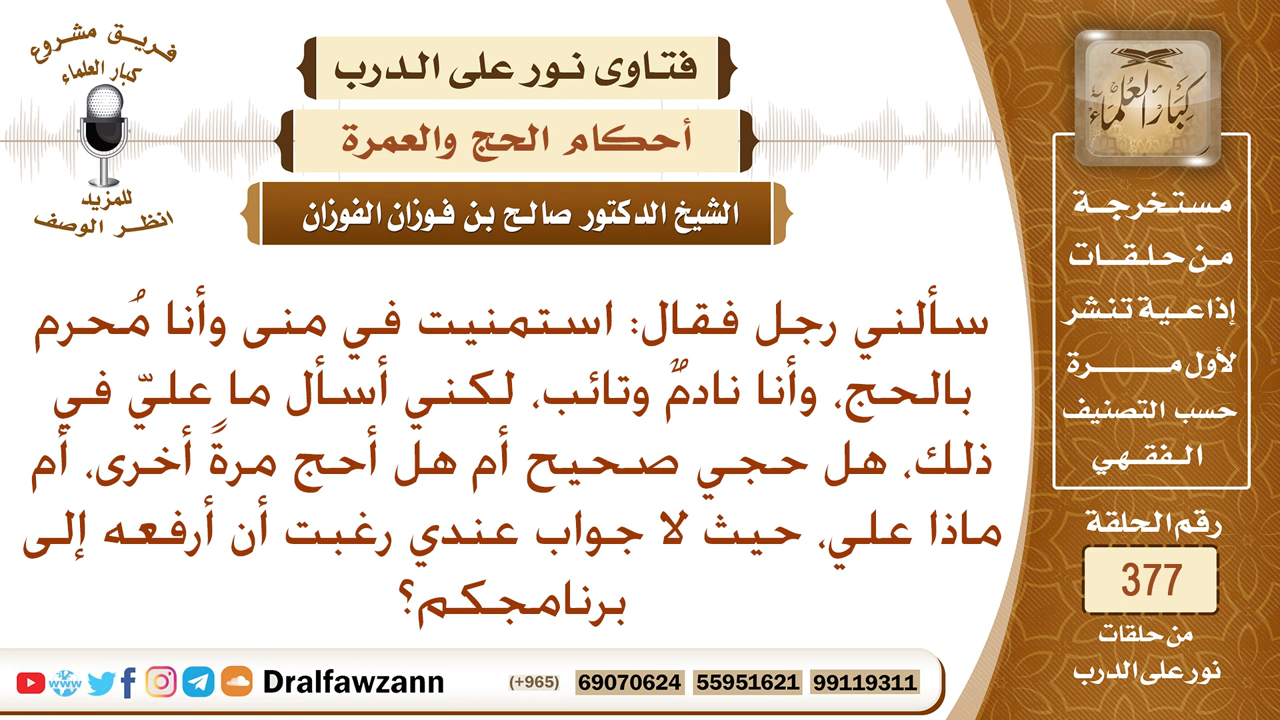 فريق مشروع
كبار العلماء
للمزيد
انظر الوصف
فتاوى نور على الدرب
أحكام الحج والعمرة
الشيخ الدكتور صالح بن فوزان الفوزان
سألني رجل فقال: استمنيت في منى وأنا مُحرم
بالحج، وأنا نادمٌ وتائب، لكني أسأل ما عليّ في
ذلك، هل حجي صحيح أم هل أحج مرةً أخرى، أم
ماذا علي، حيث لا جواب عندي رغبت أن أرفعه إلى
برنامجكم؟
كبار العلماء
مستخرجة
من حلقات
إذاعية تنشر
لأول مرة
حسب التصنيف
الفقهي
رقم الحلقة
377
من حلقات
نور على الدرب
www
Dralfawzann
(+965) 69070624 55951621 99119311